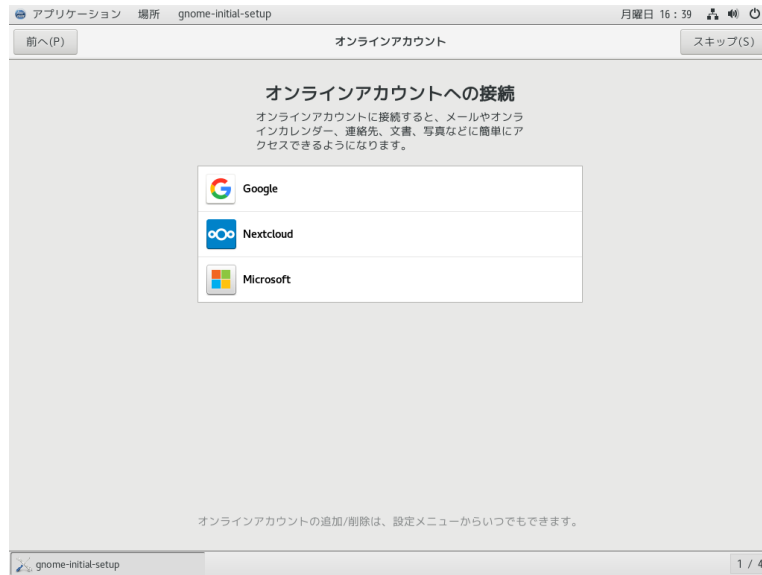 アプリケーション 場所 gnome-initial-setup 月曜日 16：39
前へ(P) オンラインアカウント スキップ(S)
オンラインアカウントへの接続
オンラインアカウントに接続すると、メールやオンラ
インカレンダー、連絡先、文書、写真などに簡単にア
クセスできるようになります。
Google
Nextcloud
Microsoft
オンラインアカウントの追加/削除は、設定メニューからいつでもできます。
gnome-initial-setup 1 / 4